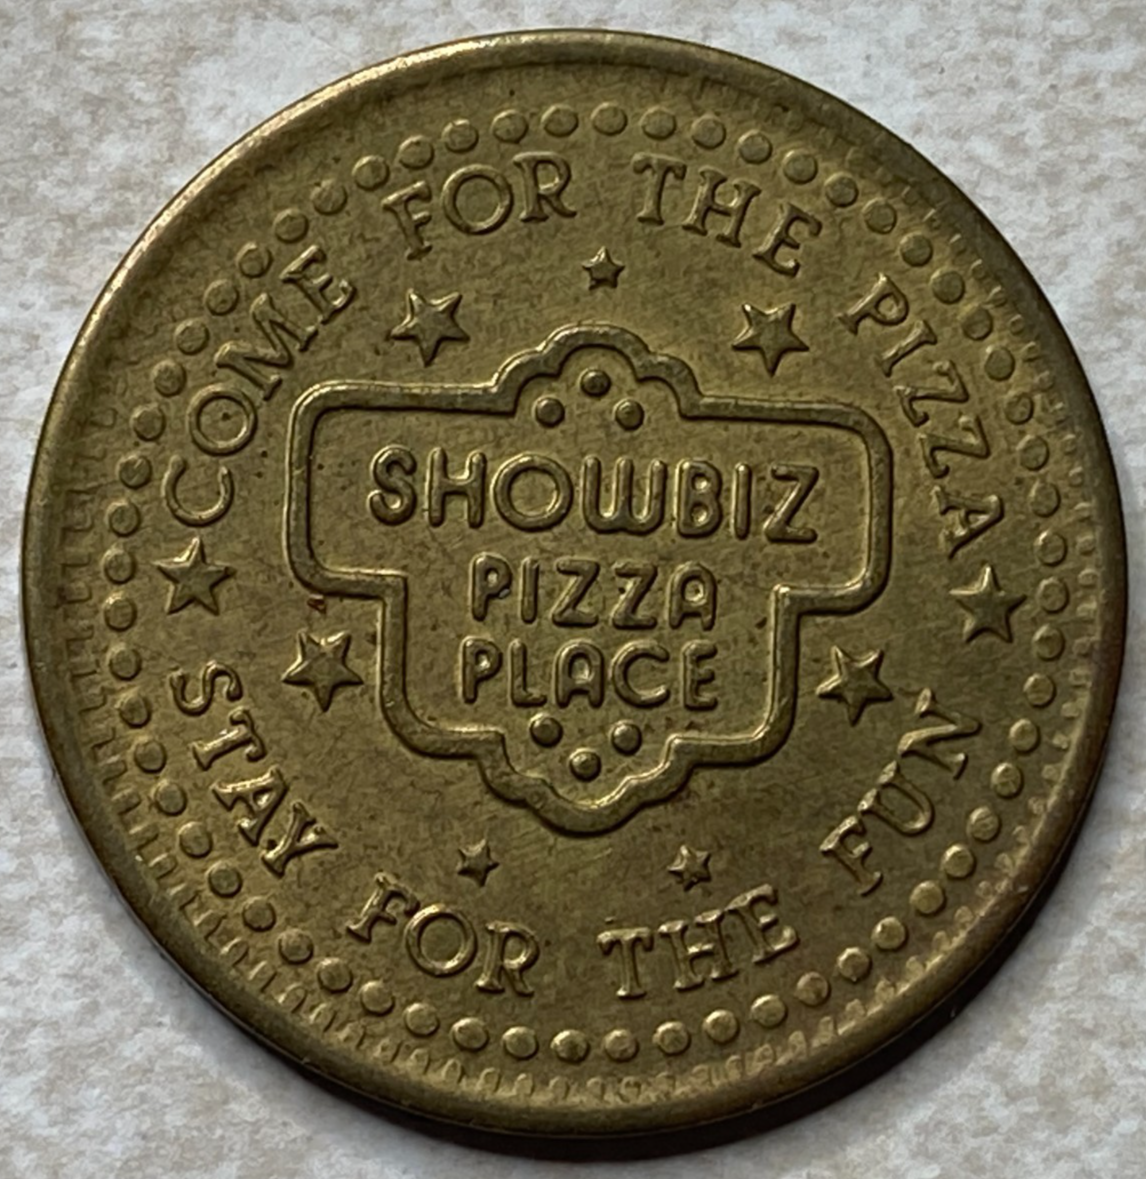 COME FOR THE PIZZA
SHOWBIZ
PIZZA
PLACE
STAY FOR THE FUN